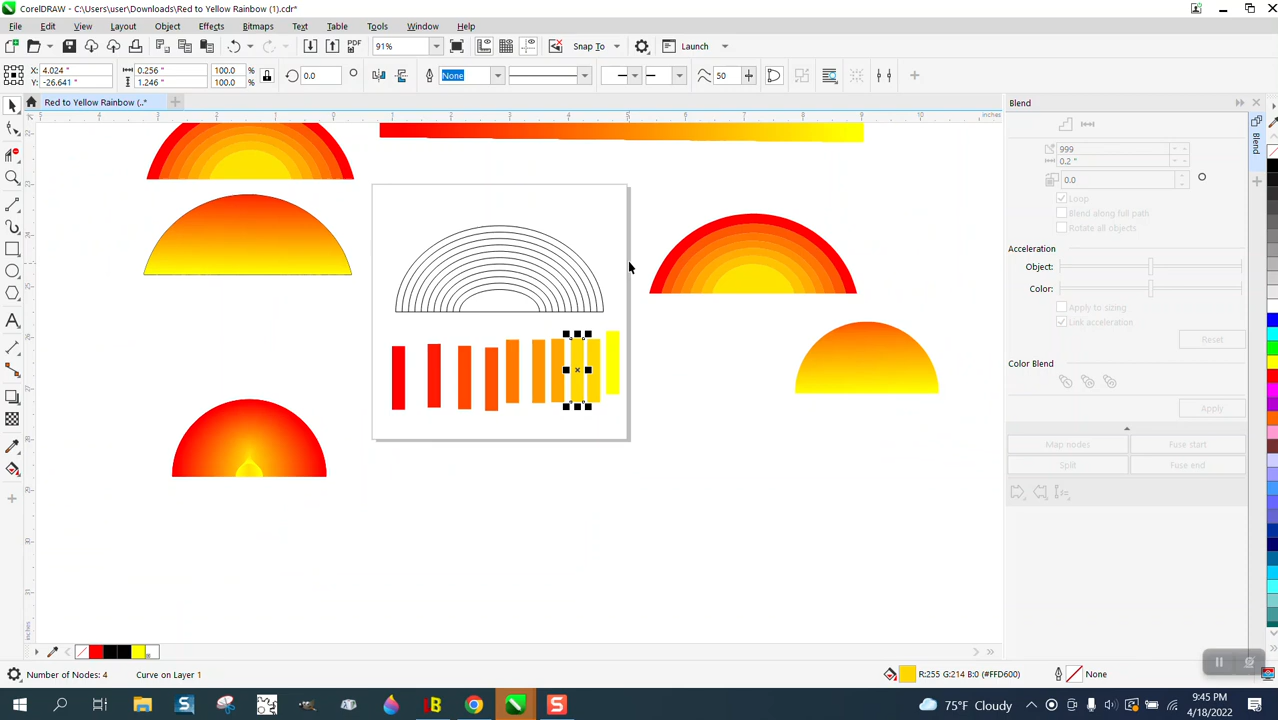 CorelDRAW - C:\Users\user\Downloads\Red to Yellow Rainbow (1).cdr*
File Edit View Layout Object Effects Bitmaps Text Table Tools Window Help
PDF 91% Snap To Launch
X: 4.024 " 0.256 " 100.0 % 0.0 None 50
Y: -26.641 " 1.246 " 100.0 %
Red to Yellow Rainbow (..*
Blend
inches
Blend
999
0.2 "
0.0
Loop
Blend along full path
Rotate all objects
Acceleration
Object:
Color:
Apply to sizing
Link acceleration
Reset
Color Blend
Apply
Map nodes Fuse start
Split Fuse end
Number of Nodes: 4 Curve on Layer 1 R:255 G:214 B:0 (#FFD600) None
75°F Cloudy 9:45 PM
4/18/2022